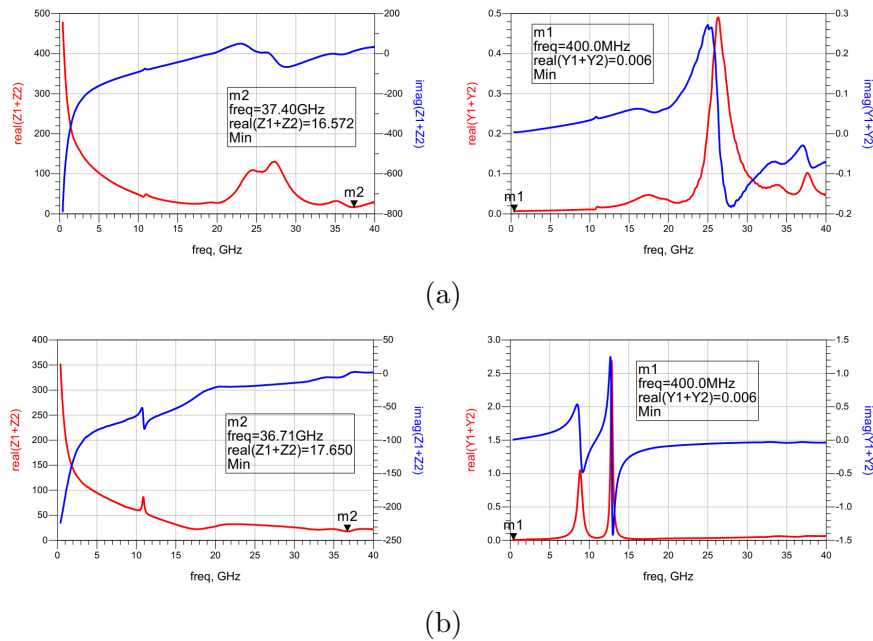 500
400
300
200
100
0
real(Z1+Z2)
200
0
-200
-400
-600
-800
imag(Z1+Z2)
0
5
10
15
20
25
30
35
40
freq, GHz
m2
freq=37.40GHz
real(Z1+Z2)=16.572
Min
m2
0.5
0.4
0.3
0.2
0.1
0.0
real(Y1+Y2)
0.3
0.2
0.1
0.0
-0.1
-0.2
imag(Y1+Y2)
0
5
10
15
20
25
30
35
40
freq, GHz
m1
freq=400.0MHz
real(Y1+Y2)=0.006
Min
m1
(a)
400
350
300
250
200
150
100
50
0
real(Z1+Z2)
50
0
-50
-100
-150
-200
-250
imag(Z1+Z2)
0
5
10
15
20
25
30
35
40
freq, GHz
m2
freq=36.71GHz
real(Z1+Z2)=17.650
Min
m2
3.0
2.5
2.0
1.5
1.0
0.5
0.0
real(Y1+Y2)
1.5
1.0
0.5
0.0
-0.5
-1.0
-1.5
imag(Y1+Y2)
0
5
10
15
20
25
30
35
40
freq, GHz
m1
freq=400.0MHz
real(Y1+Y2)=0.006
Min
m1
(b)